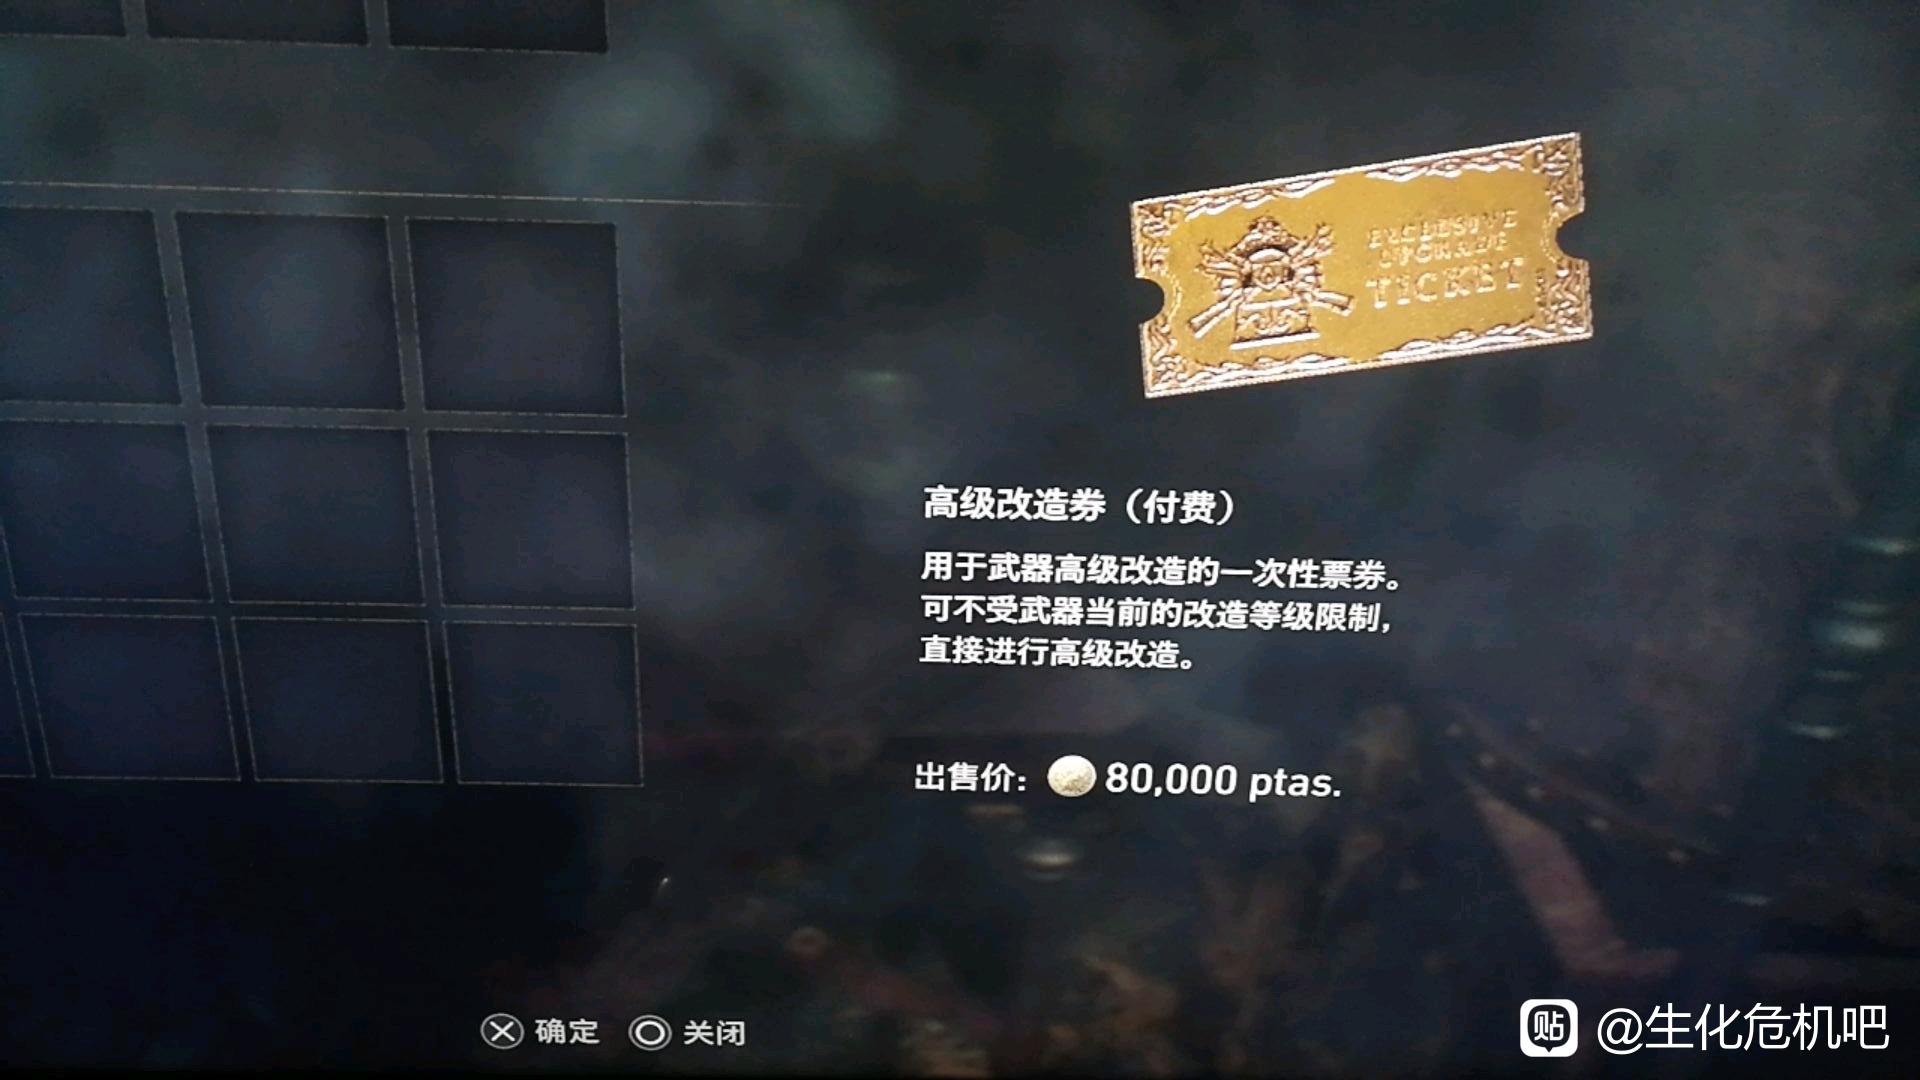 EXCLUSIVE
UPGRADE
TICKET
高级改造券（付费）
用于武器高级改造的一次性票券。
可不受武器当前的改造等级限制，
直接进行高级改造。
出售价： 80,000 ptas.
确定 关闭
贴 @生化危机吧